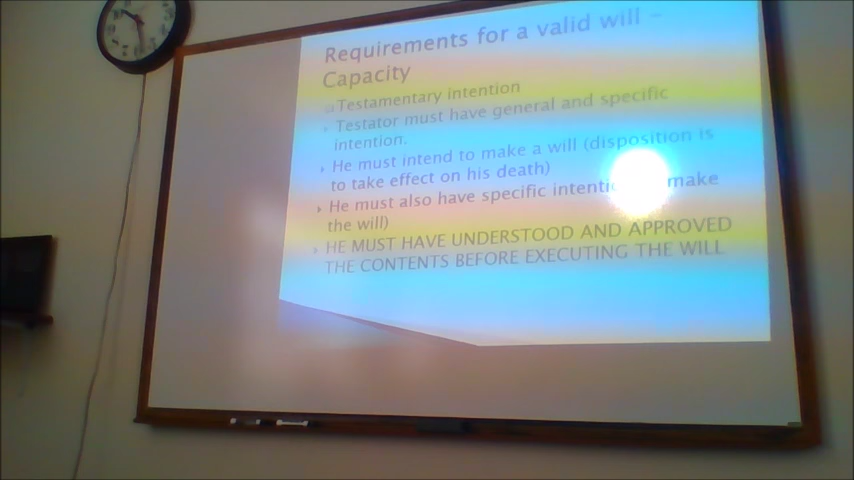 Requirements for a valid will –
Capacity
Testamentary intention
Testator must have general and specific
intention.
He must intend to make a will (disposition is
to take effect on his death)
He must also have specific make
the will)
HE MUST HAVE UNDERSTOOD AND APPROVED
THE CONTENTS BEFORE EXECUTING THE WILL